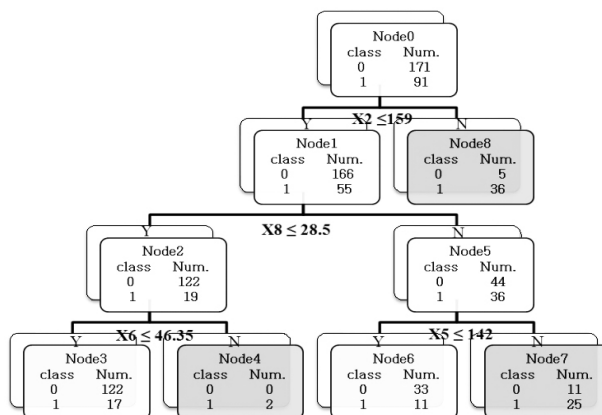 Node0
class Num.
0 171
1 91
X2 ≤159
Y
N
Node1
class Num.
0 166
1 55
Node8
class Num.
0 5
1 36
X8 ≤ 28.5
Y
N
Node2
class Num.
0 122
1 19
Node5
class Num.
0 44
1 36
X6 ≤ 46.35
X5 ≤ 142
Y
N
Y
N
Node3
class Num.
0 122
1 17
Node4
class Num.
0 0
1 2
Node6
class Num.
0 33
1 11
Node7
class Num.
0 11
1 25